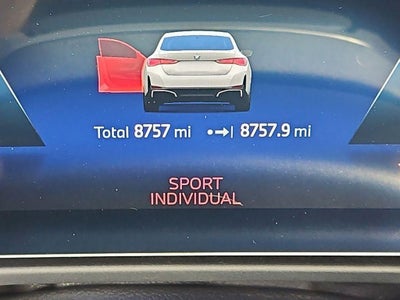 Total 8757 mi •➔| 8757.9 mi
SPORT
INDIVIDUAL